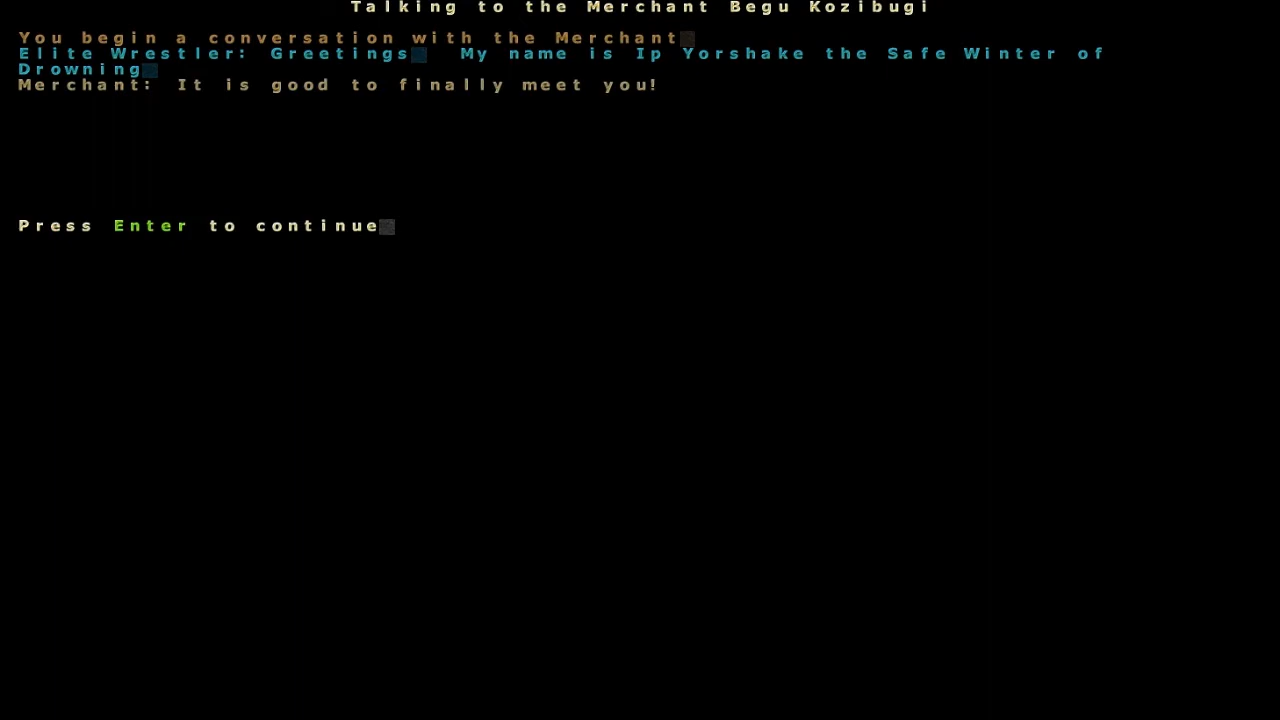 Talking to the Merchant Begu Kozibugi
You begin a conversation with the Merchant
Elite Wrestler: Greetings My name is Ip Yorshake the Safe Winter of
Drowning
Merchant: It is good to finally meet you!
Press Enter to continue